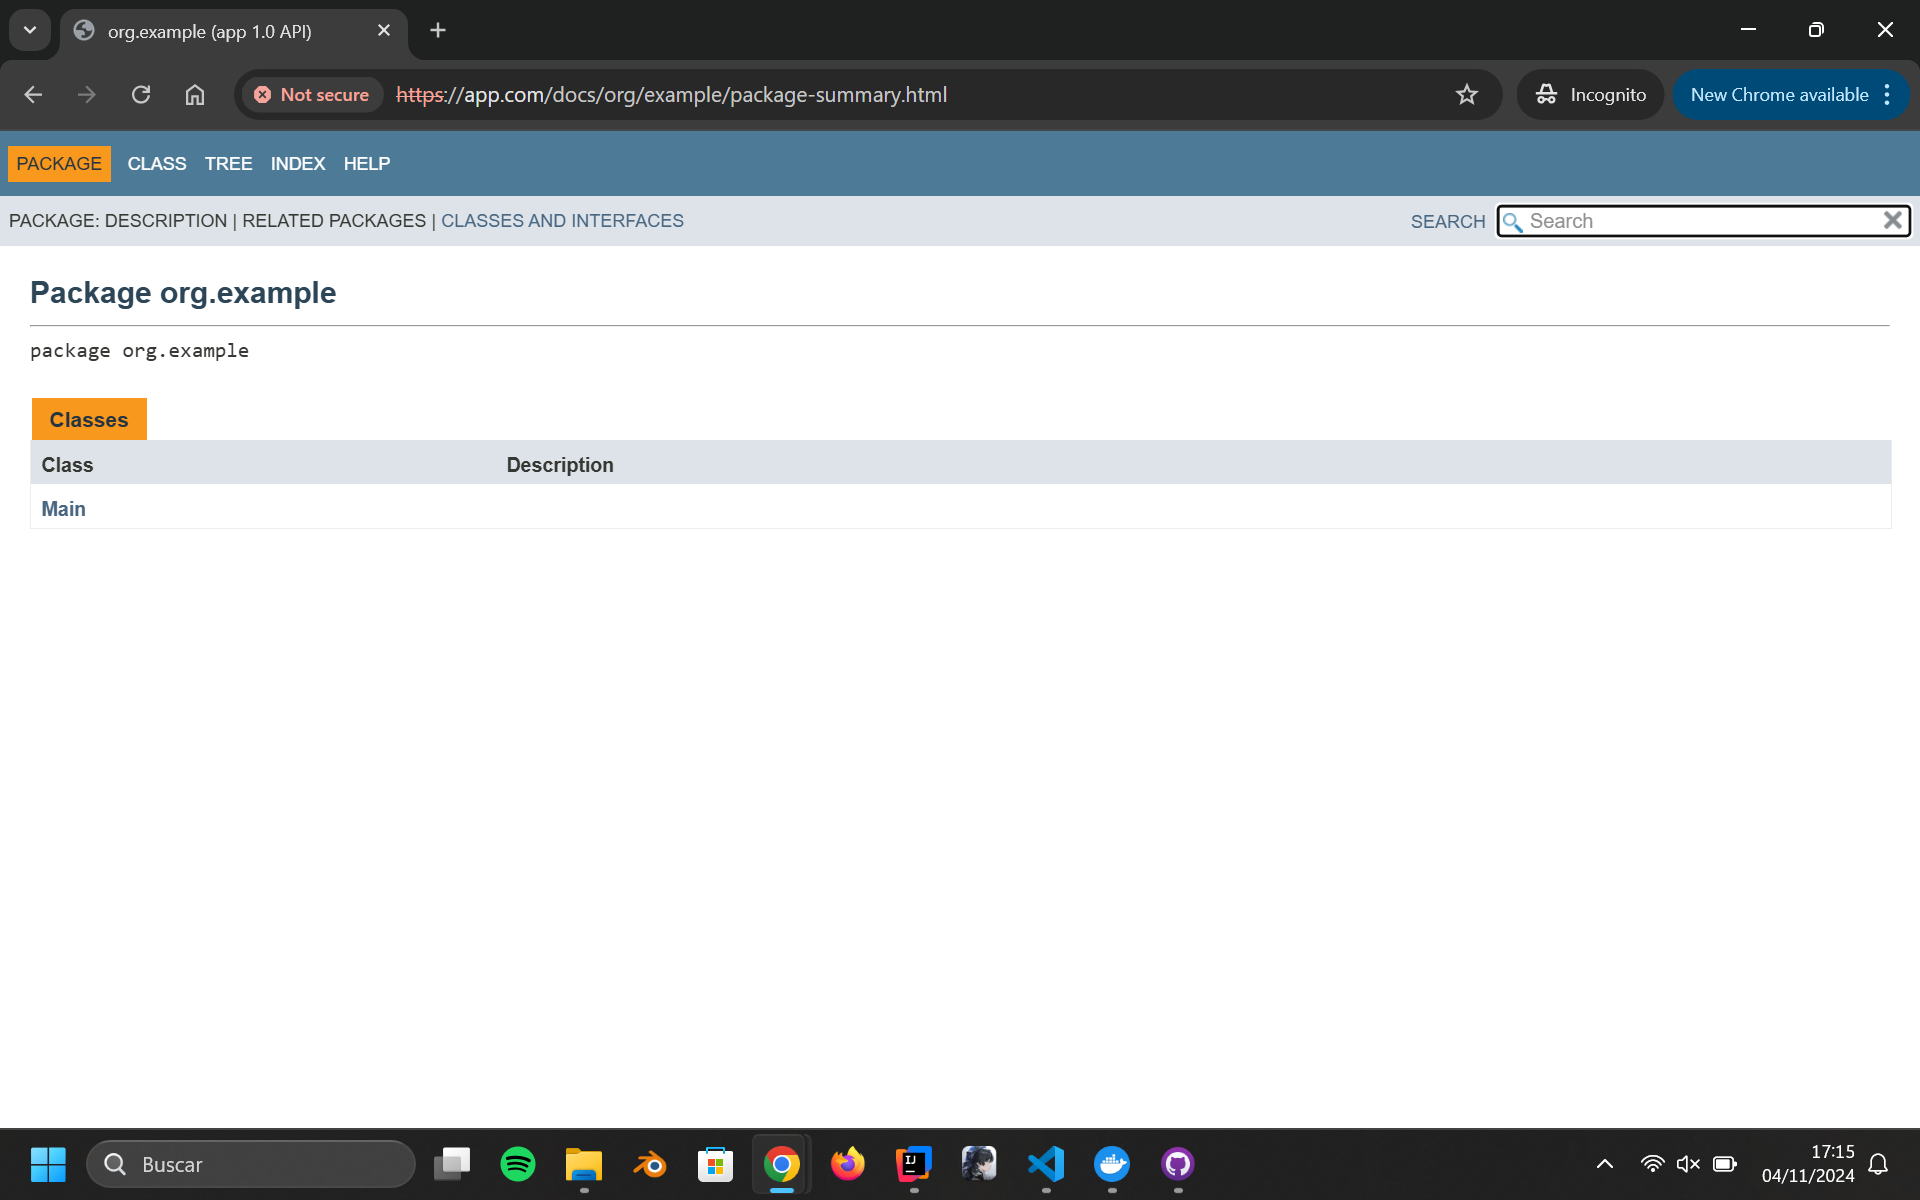 org.example (app 1.0 API)
Not secure https://app.com/docs/org/example/package-summary.html Incognito New Chrome available
PACKAGE CLASS TREE INDEX HELP
PACKAGE: DESCRIPTION | RELATED PACKAGES | CLASSES AND INTERFACES SEARCH Search
Package org.example
package org.example
Classes
Class Description
Main
Buscar
IJ
17:15
04/11/2024